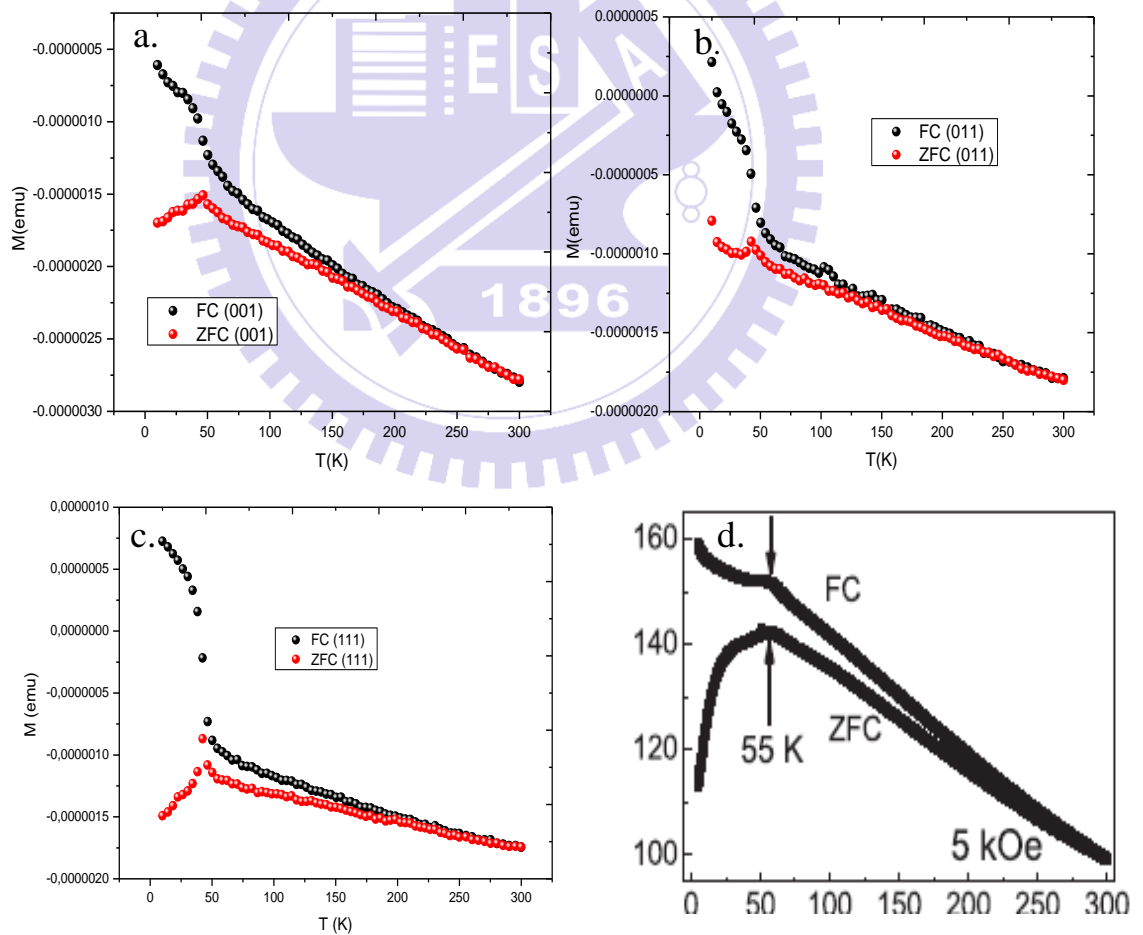 a.
-0.0000005
-0.0000010
-0.0000015
-0.0000020
-0.0000025
-0.0000030
M(emu)
FC (001)
ZFC (001)
0 50 100 150 200 250 300
T(K)
b.
0.0000005
0.0000000
-0.0000005
-0.0000010
-0.0000015
-0.0000020
M(emu)
FC (011)
ZFC (011)
0 50 100 150 200 250 300
T(K)
E S A
1896
c.
0,0000010
0,0000005
0,0000000
-0,0000005
-0,0000010
-0,0000015
-0,0000020
M (emu)
FC (111)
ZFC (111)
0 50 100 150 200 250 300
T (K)
d.
160
140
120
100
FC
ZFC
55 K
5 kOe
0 50 100 150 200 250 300